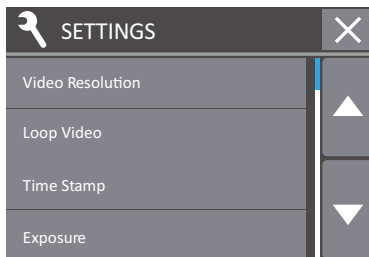 SETTINGS
Video Resolution
Loop Video
Time Stamp
Exposure